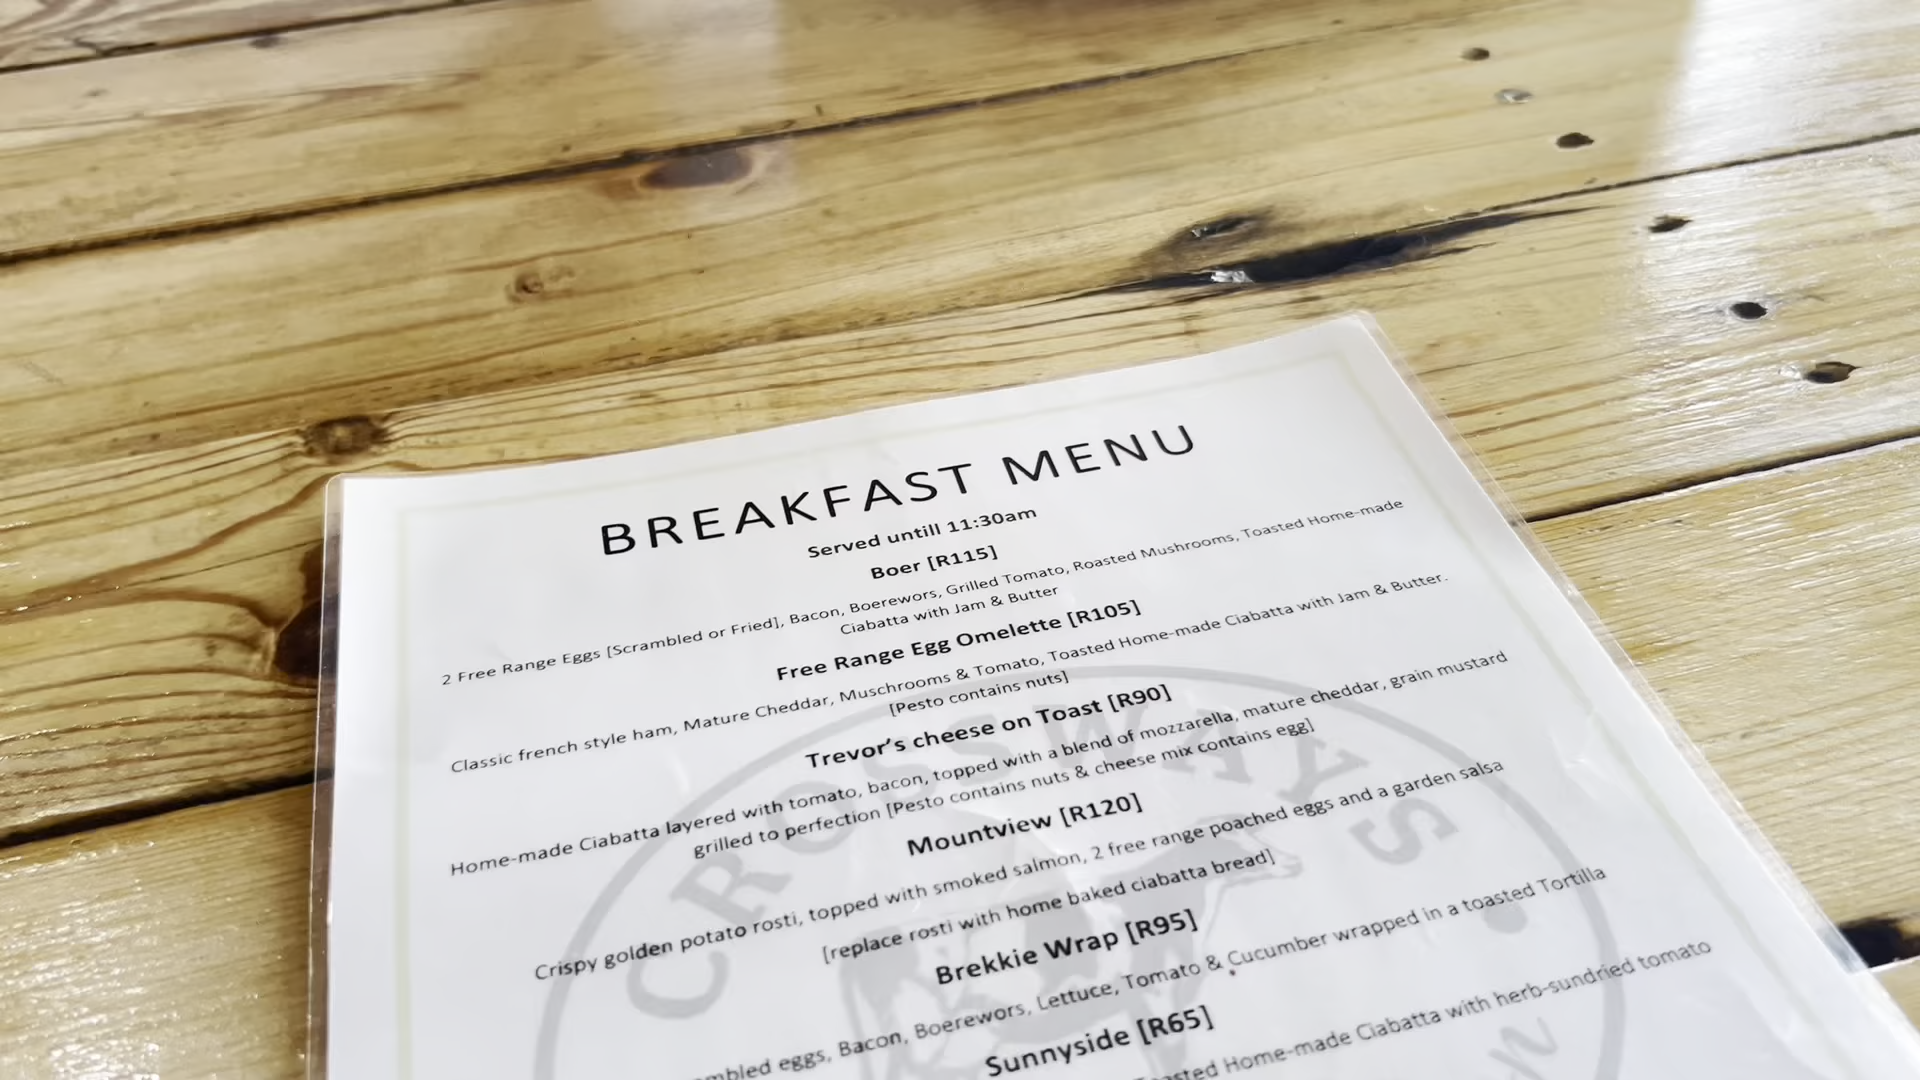 BREAKFAST MENU
Served untill 11:30am
Boer [R115]
2 Free Range Eggs [Scrambled or Fried], Bacon, Boerewors, Grilled Tomato, Roasted Mushrooms, Toasted Home-made
Ciabatta with Jam & Butter
Free Range Egg Omelette [R105]
Classic french style ham, Mature Cheddar, Muschrooms & Tomato, Toasted Home-made Ciabatta with Jam & Butter.
[Pesto contains nuts]
Trevor's cheese on Toast [R90]
Home-made Ciabatta layered with tomato, bacon, topped with a blend of mozzarella, mature cheddar, grain mustard
grilled to perfection [Pesto contains nuts & cheese mix contains egg]
Mountview [R120]
Crispy golden potato rosti, topped with smoked salmon, 2 free range poached eggs and a garden salsa
[replace rosti with home baked ciabatta bread]
Brekkie Wrap [R95]
eggs, Bacon, Boerewors, Lettuce, Tomato & Cucumber wrapped in a toasted Tortilla
Sunnyside [R65]
Home-made Ciabatta with herb-sundried tomato
CROSSWAYS